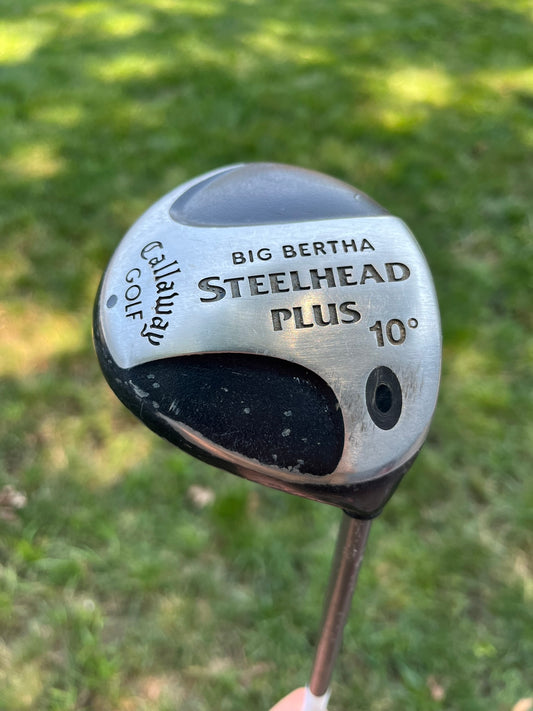 BIG BERTHA
STEELHEAD
PLUS
10°
Callaway
GOLF